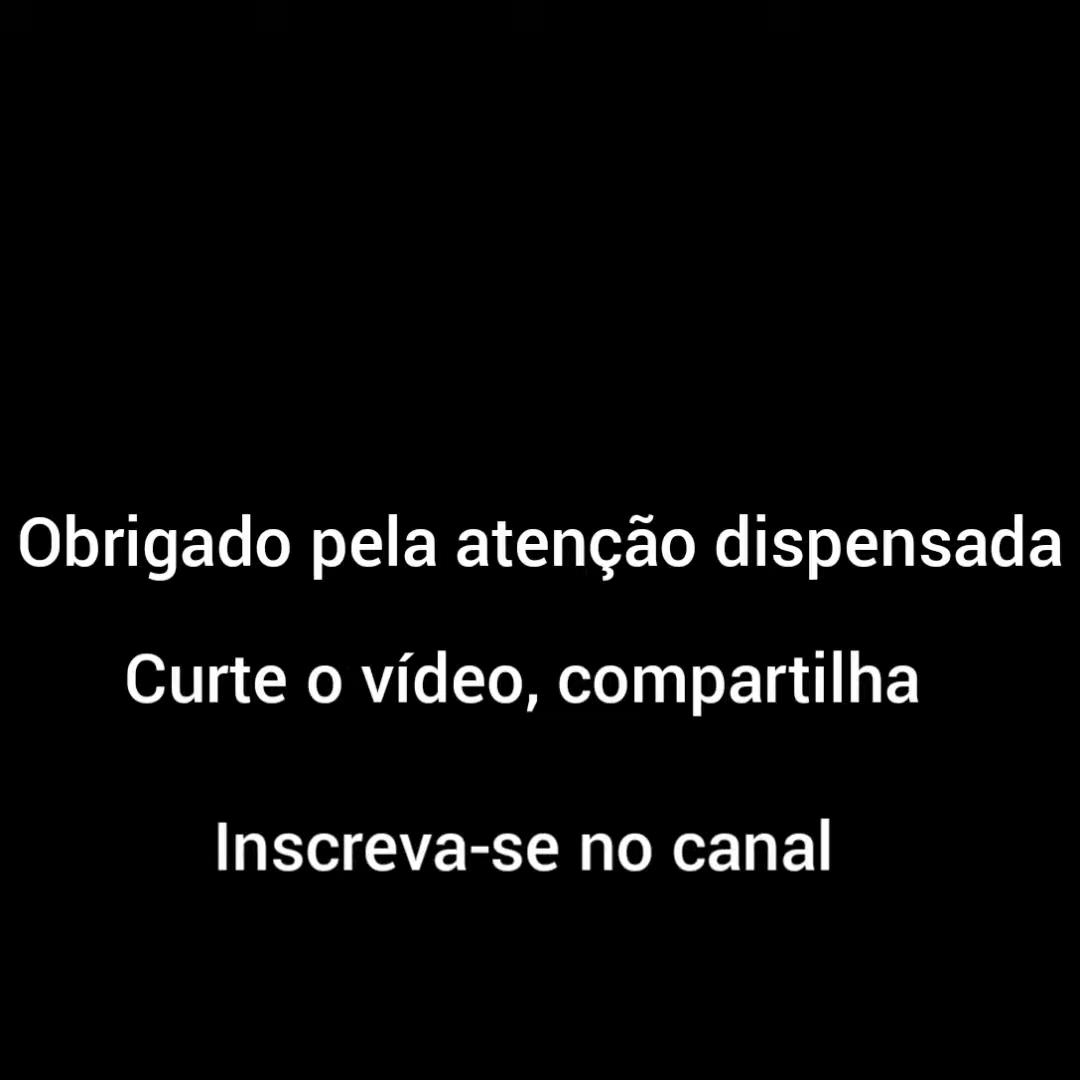 Obrigado pela atenção dispensada
Curte o vídeo, compartilha
Inscreva-se no canal